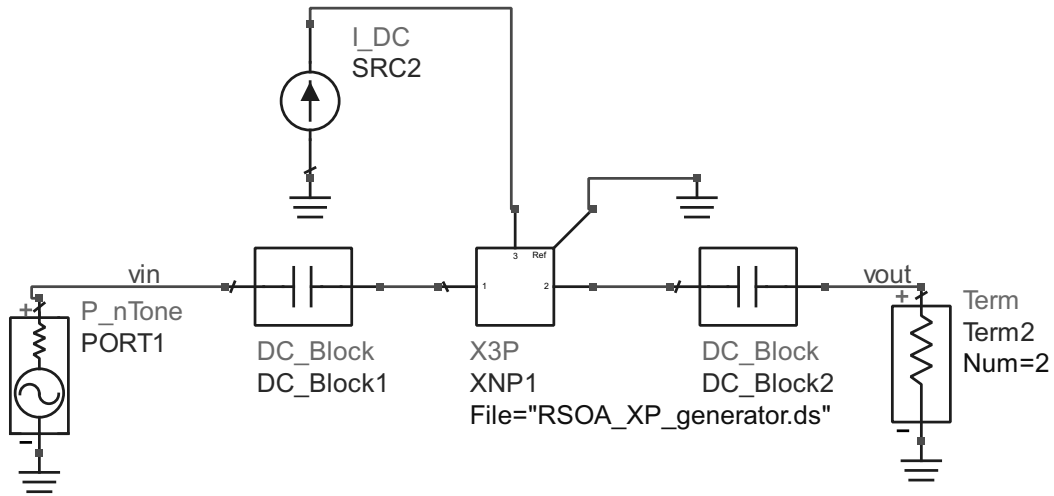 I_DC
SRC2
3
Ref
vin
1
2
vout
+
P_nTone
PORT1
-
DC_Block
DC_Block1
X3P
XNP1
File="RSOA_XP_generator.ds"
DC_Block
DC_Block2
+
Term
Term2
Num=2
-